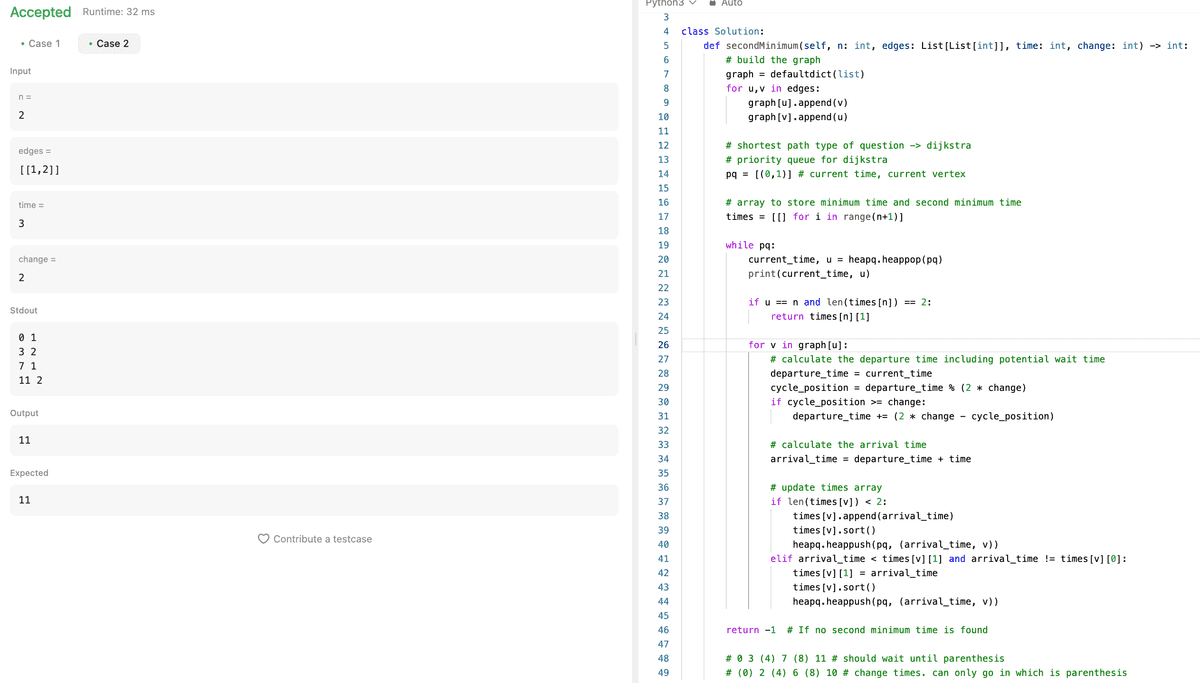 Accepted Runtime: 32 ms
• Case 1 • Case 2
Input
n =
2
edges =
[[1,2]]
time =
3
change =
2
Stdout
0 1
3 2
7 1
11 2
Output
11
Expected
11
Contribute a testcase
Python3 Auto
3
4 class Solution:
5 def secondMinimum(self, n: int, edges: List[List[int]], time: int, change: int) -> int:
6 # build the graph
7 graph = defaultdict(list)
8 for u,v in edges:
9 graph[u].append(v)
10 graph[v].append(u)
11
12 # shortest path type of question -> dijkstra
13 # priority queue for dijkstra
14 pq = [(0,1)] # current time, current vertex
15
16 # array to store minimum time and second minimum time
17 times = [[] for i in range(n+1)]
18
19 while pq:
20 current_time, u = heapq.heappop(pq)
21 print(current_time, u)
22
23 if u == n and len(times[n]) == 2:
24 return times[n][1]
25
26 for v in graph[u]:
27 # calculate the departure time including potential wait time
28 departure_time = current_time
29 cycle_position = departure_time % (2 * change)
30 if cycle_position >= change:
31 departure_time += (2 * change - cycle_position)
32
33 # calculate the arrival time
34 arrival_time = departure_time + time
35
36 # update times array
37 if len(times[v]) < 2:
38 times[v].append(arrival_time)
39 times[v].sort()
40 heapq.heappush(pq, (arrival_time, v))
41 elif arrival_time < times[v][1] and arrival_time != times[v][0]:
42 times[v][1] = arrival_time
43 times[v].sort()
44 heapq.heappush(pq, (arrival_time, v))
45
46 return -1 # If no second minimum time is found
47
48 # 0 3 (4) 7 (8) 11 # should wait until parenthesis
49 # (0) 2 (4) 6 (8) 10 # change times. can only go in which is parenthesis